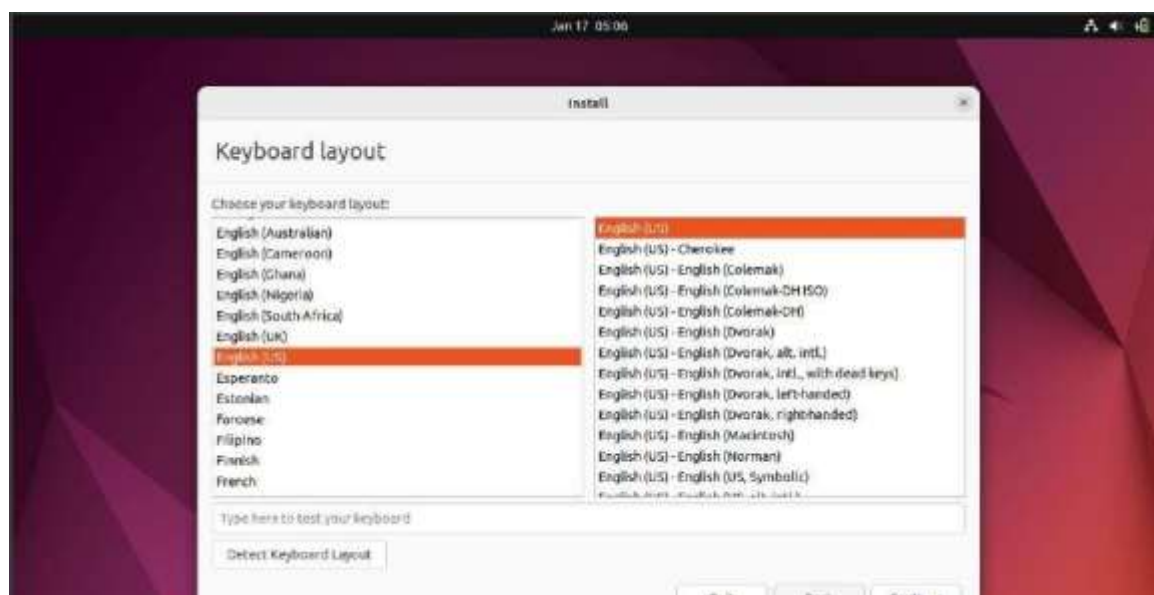 Jan 17 05:06
Install
Keyboard layout
Choose your keyboard layout:
English (Australian)
English (Cameroon)
English (Ghana)
English (Nigeria)
English (South Africa)
English (UK)
English (US)
Esperanto
Estonian
Faroese
Filipino
Finnish
French
English (US)
English (US) - Cherokee
English (US) - English (Colemak)
English (US) - English (Colemak-DH ISO)
English (US) - English (Colemak-DH)
English (US) - English (Dvorak)
English (US) - English (Dvorak, alt. intl.)
English (US) - English (Dvorak, intl., with dead keys)
English (US) - English (Dvorak, left-handed)
English (US) - English (Dvorak, right-handed)
English (US) - English (Macintosh)
English (US) - English (Norman)
English (US) - English (US, Symbolic)
Type here to test your keyboard
Detect Keyboard Layout